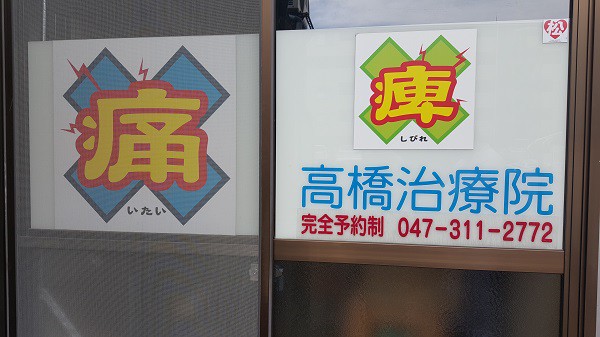 痛
いたい
痺
しびれ
高橋治療院
完全予約制 047-311-2772